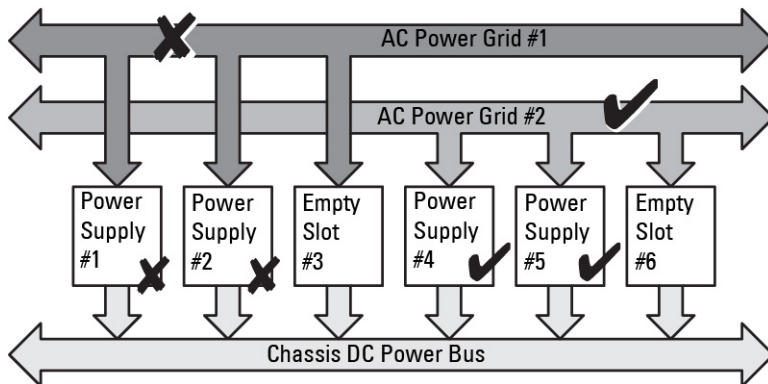 AC Power Grid #1
AC Power Grid #2
Power
Supply
#1
Power
Supply
#2
Empty
Slot
#3
Power
Supply
#4
Power
Supply
#5
Empty
Slot
#6
Chassis DC Power Bus